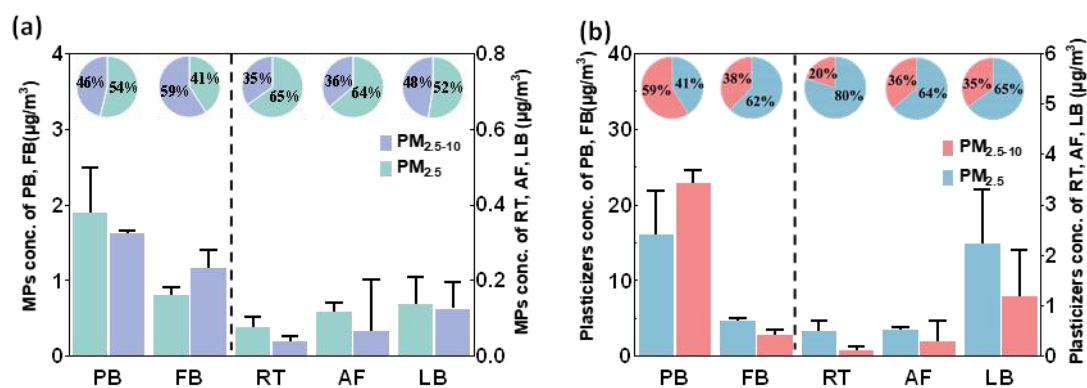 (a)
MPs conc. of PB, FB(μg/m³)
4
3
2
1
0
46% 54%
59% 41%
35% 65%
36% 64%
48% 52%
PM2.5-10
PM2.5
PB FB RT AF LB
0.8
0.6
0.4
0.2
0.0
MPs conc. of RT, AF, LB (μg/m³)
(b)
Plasticizers conc. of PB, FB(μg/m³)
40
30
20
10
0
59% 41%
38% 62%
20% 80%
36% 64%
35% 65%
PM2.5-10
PM2.5
PB FB RT AF LB
6
5
4
3
2
1
0
Plasticizers conc. of RT, AF, LB (μg/m³)